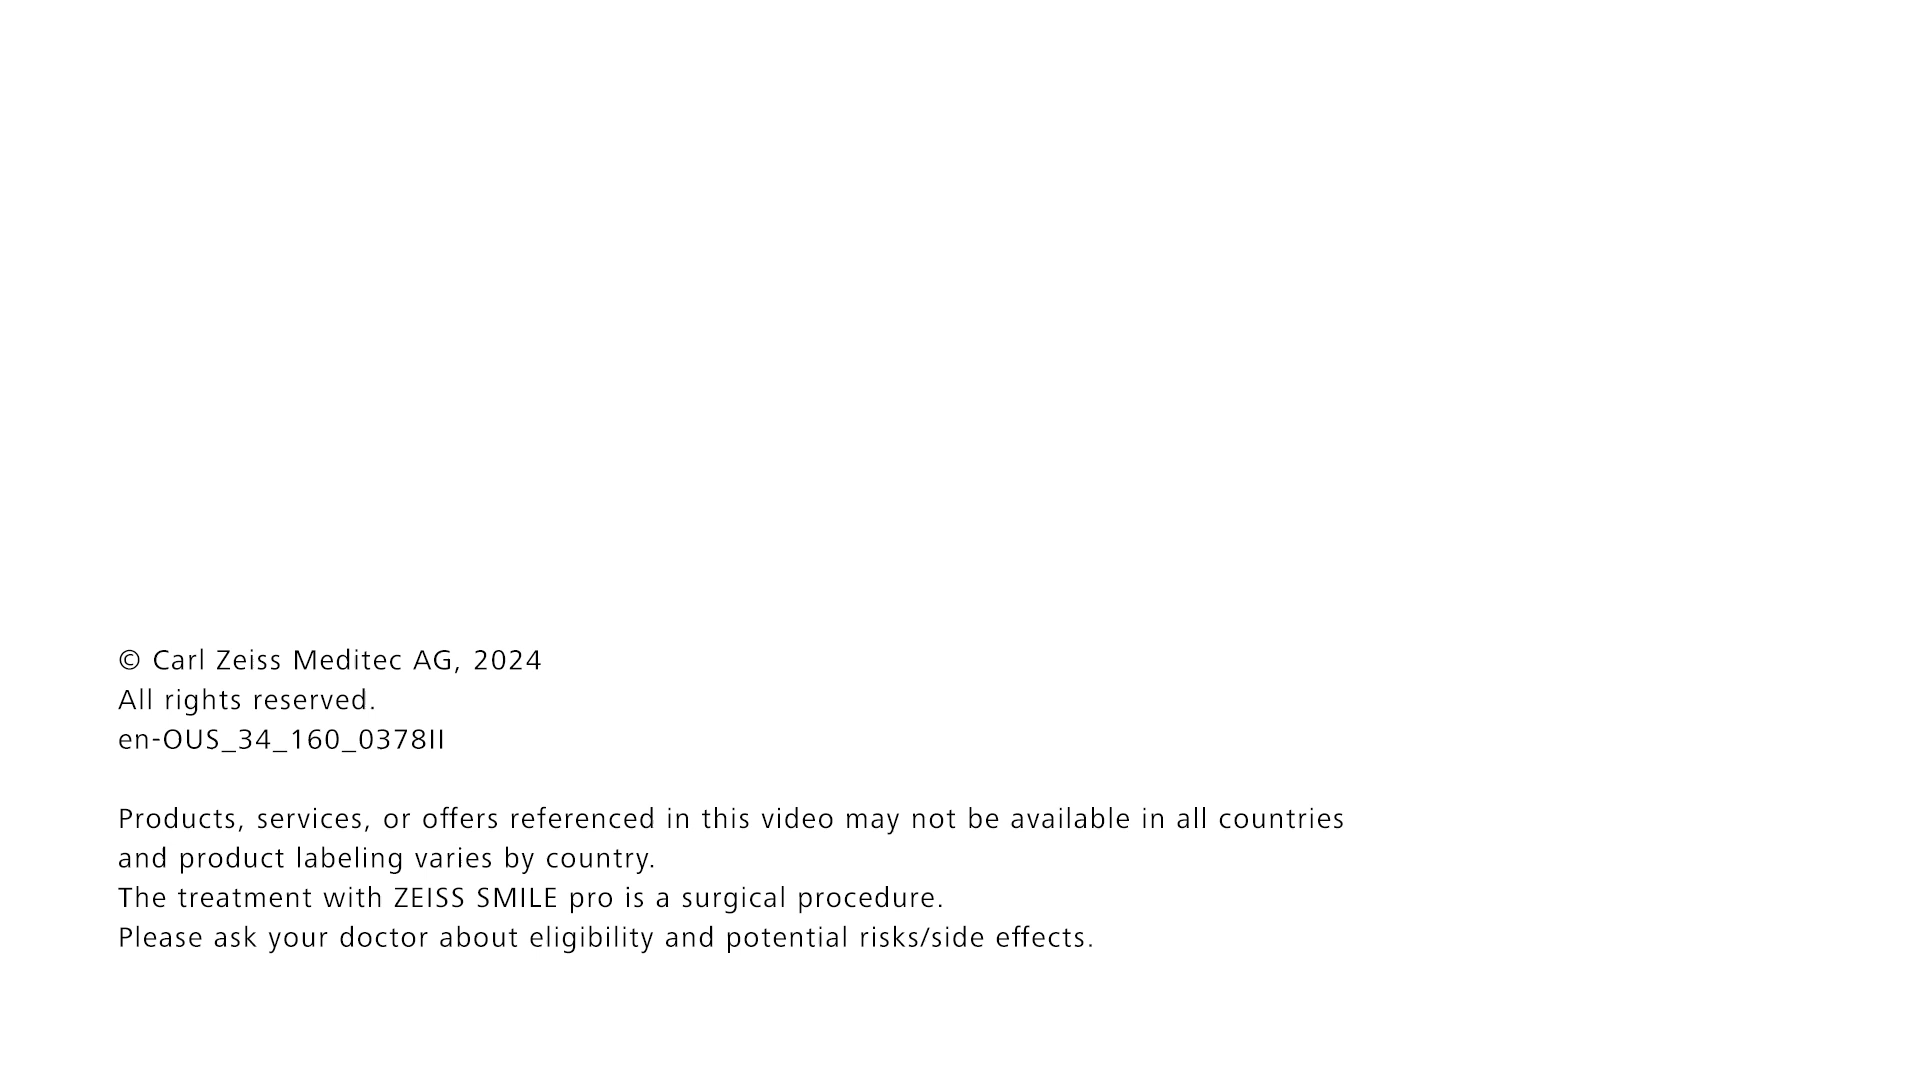 © Carl Zeiss Meditec AG, 2024
All rights reserved.
en-OUS_34_160_0378II
Products, services, or offers referenced in this video may not be available in all countries
and product labeling varies by country.
The treatment with ZEISS SMILE pro is a surgical procedure.
Please ask your doctor about eligibility and potential risks/side effects.